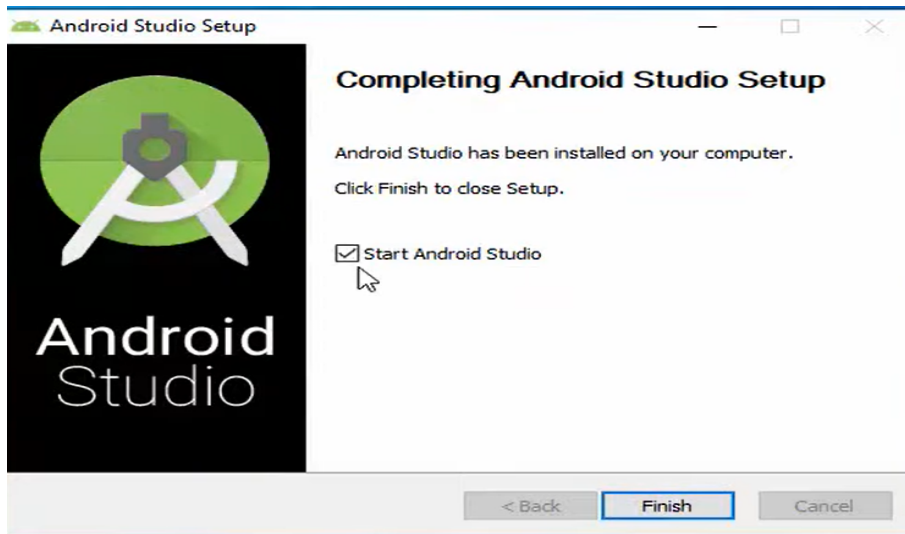 Android Studio Setup
Completing Android Studio Setup
Android Studio has been installed on your computer.
Click Finish to close Setup.
Start Android Studio
Android
Studio
< Back
Finish
Cancel